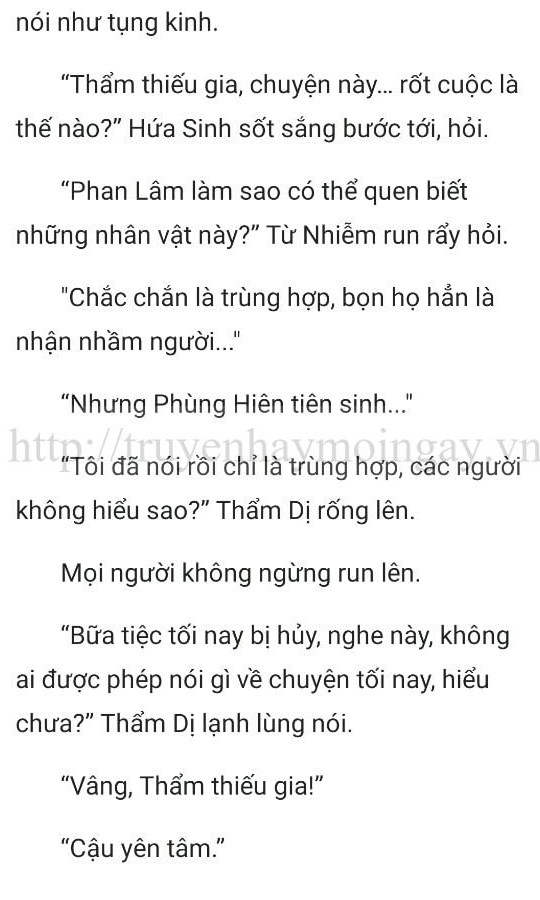 nói như tụng kinh.
“Thẩm thiếu gia, chuyện này... rốt cuộc là
thế nào?” Hứa Sinh sốt sắng bước tới, hỏi.
“Phan Lâm làm sao có thể quen biết
những nhân vật này?” Từ Nhiễm run rẩy hỏi.
"Chắc chắn là trùng hợp, bọn họ hẳn là
nhận nhầm người..."
“Nhưng Phùng Hiên tiên sinh..."
http://truyenhaymoingay.vn
“Tôi đã nói rồi chỉ là trùng hợp, các người
không hiểu sao?” Thẩm Dị rống lên.
Mọi người không ngừng run lên.
“Bữa tiệc tối nay bị hủy, nghe này, không
ai được phép nói gì về chuyện tối nay, hiểu
chưa?” Thẩm Dị lạnh lùng nói.
“Vâng, Thẩm thiếu gia!”
“Cậu yên tâm.”